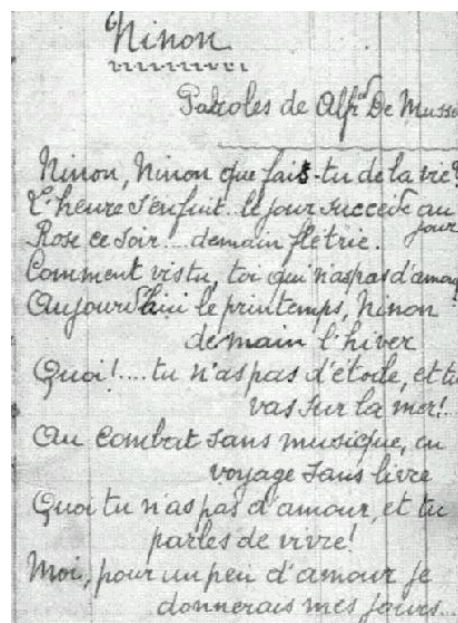 Ninon
Paroles de Alfred De Musse
Ninon, Ninon que fais-tu de la vie?
L'heure s'enfuit.. le jour succède au
jour
Rose ce soir.... demain flétrie.
Comment vis tu, toi qui n'as pas d'amou
Aujourd'hui le printemps, Ninon
demain l'hiver
Quoi!.... tu n'as pas d'étoile, et tu
vas sur la mer!..
Au combat sans musique, en
voyage sans livre
Quoi tu n'as pas d'amour, et tu
parles de vivre!
Moi, pour un peu d'amour je
donnerais mes jours...